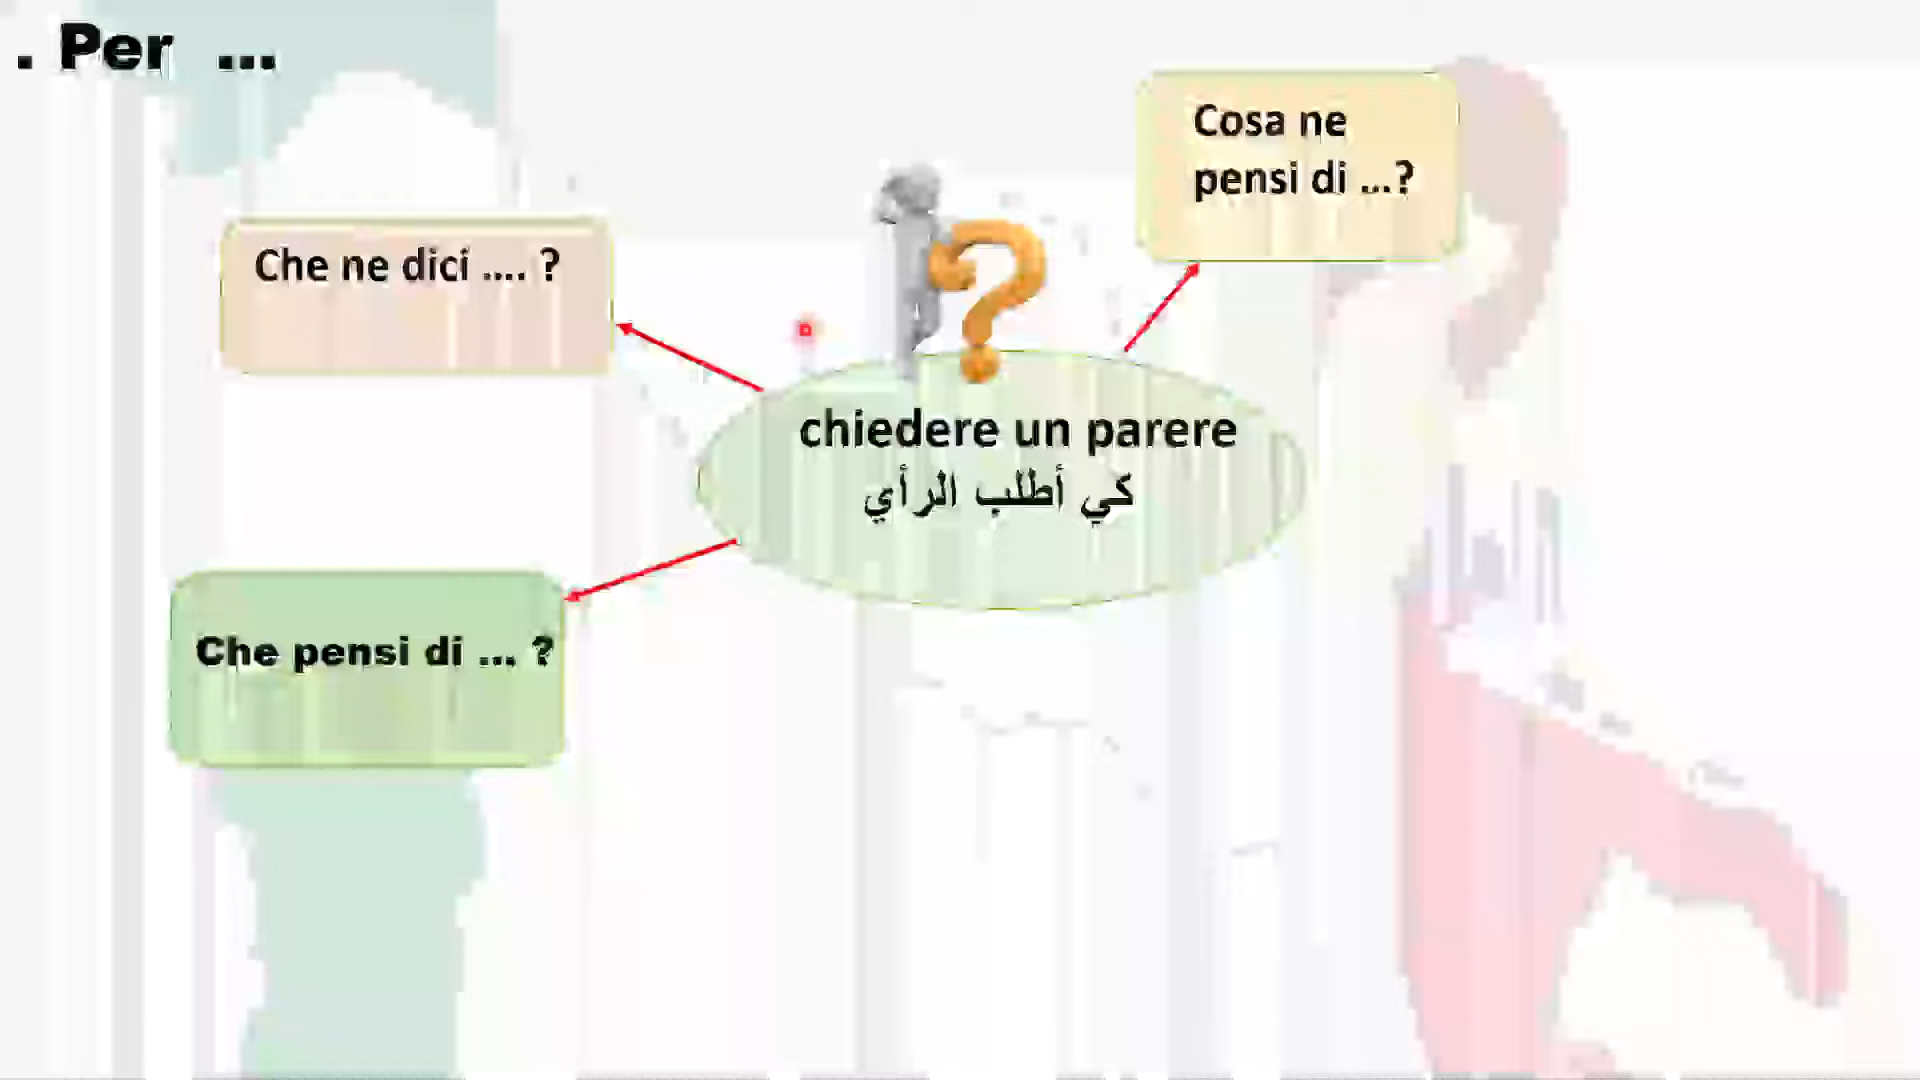 . Per ...
Cosa ne
pensi di ...?
Che ne dici .... ?
chiedere un parere
كي أطلب الرأي
Che pensi di ... ?